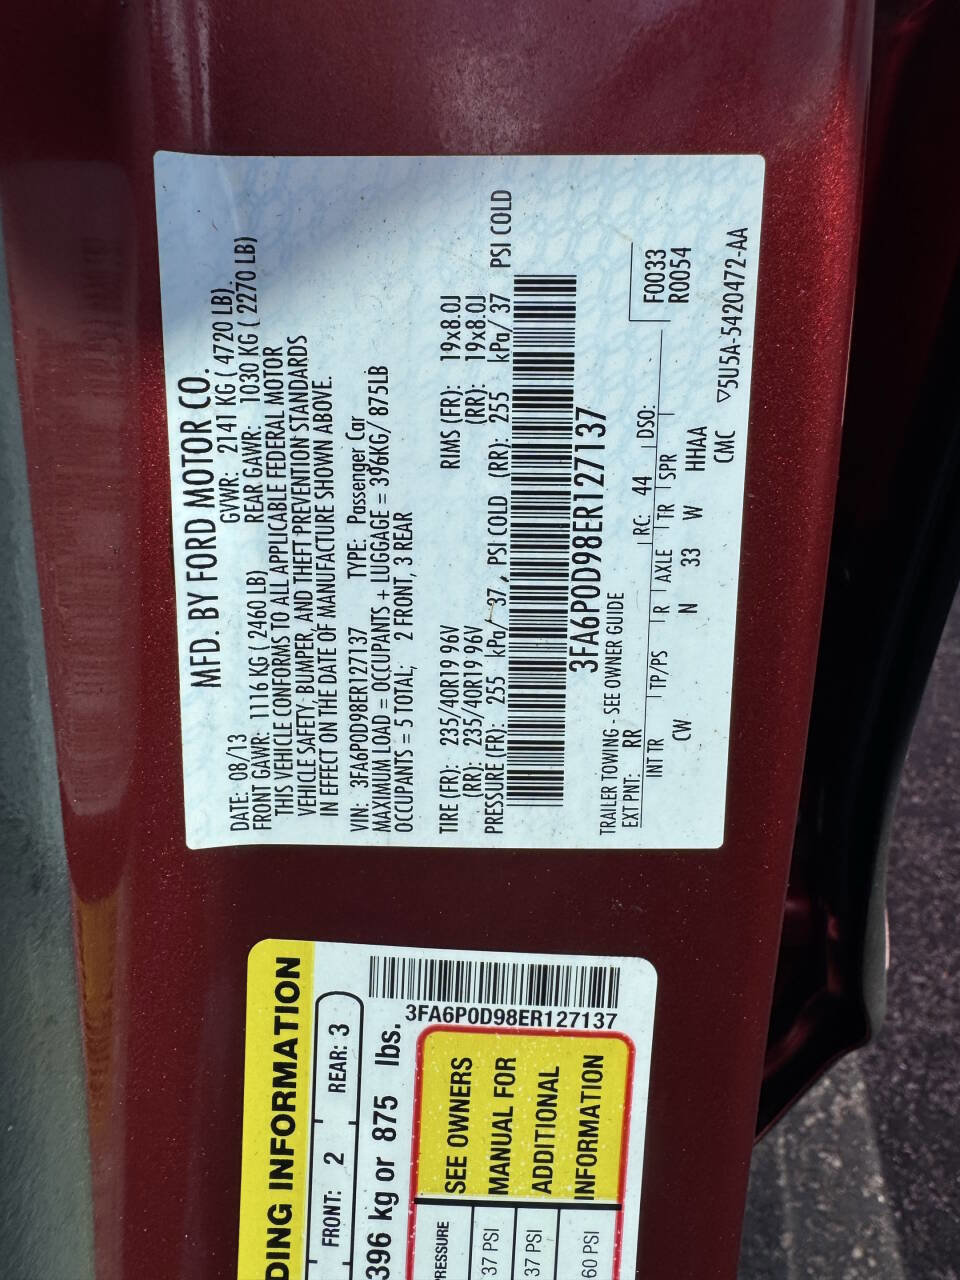 MFD. BY FORD MOTOR CO.
DATE: 08/13 GVWR: 2141 KG ( 4720 LB).
FRONT GAWR: 1116 KG ( 2460 LB) REAR GAWR: 1030 KG ( 2270 LB)
THIS VEHICLE CONFORMS TO ALL APPLICABLE FEDERAL MOTOR
VEHICLE SAFETY, BUMPER, AND THEFT PREVENTION STANDARDS
IN EFFECT ON THE DATE OF MANUFACTURE SHOWN ABOVE.
VIN: 3FA6P0D98ER127137 TYPE: Passenger Car
MAXIMUM LOAD = OCCUPANTS + LUGGAGE = 396KG/ 875LB
OCCUPANTS = 5 TOTAL, 2 FRONT, 3 REAR
TIRE (FR): 235/40R19 96V RIMS (FR): 19x8.0J
(RR): 235/40R19 96V (RR): 19x8.0J
PRESSURE (FR): 255 kPa/ 37, PSI COLD (RR): 255 kPa/ 37 PSI COLD
3FA6P0D98ER127137
TRAILER TOWING - SEE OWNER GUIDE
EXT PNT: RR RC: 44 DSO: F0033
R0054
INT TR TP/PS R AXLE TR SPR
CW N 33 W HHAA
CMC ▽5U5A-5420472-AA
DING INFORMATION
FRONT: 2 REAR: 3
396 kg or 875 lbs.
3FA6P0D98ER127137
PRESSURE
37 PSI
37 PSI
60 PSI
SEE OWNERS
MANUAL FOR
ADDITIONAL
INFORMATION